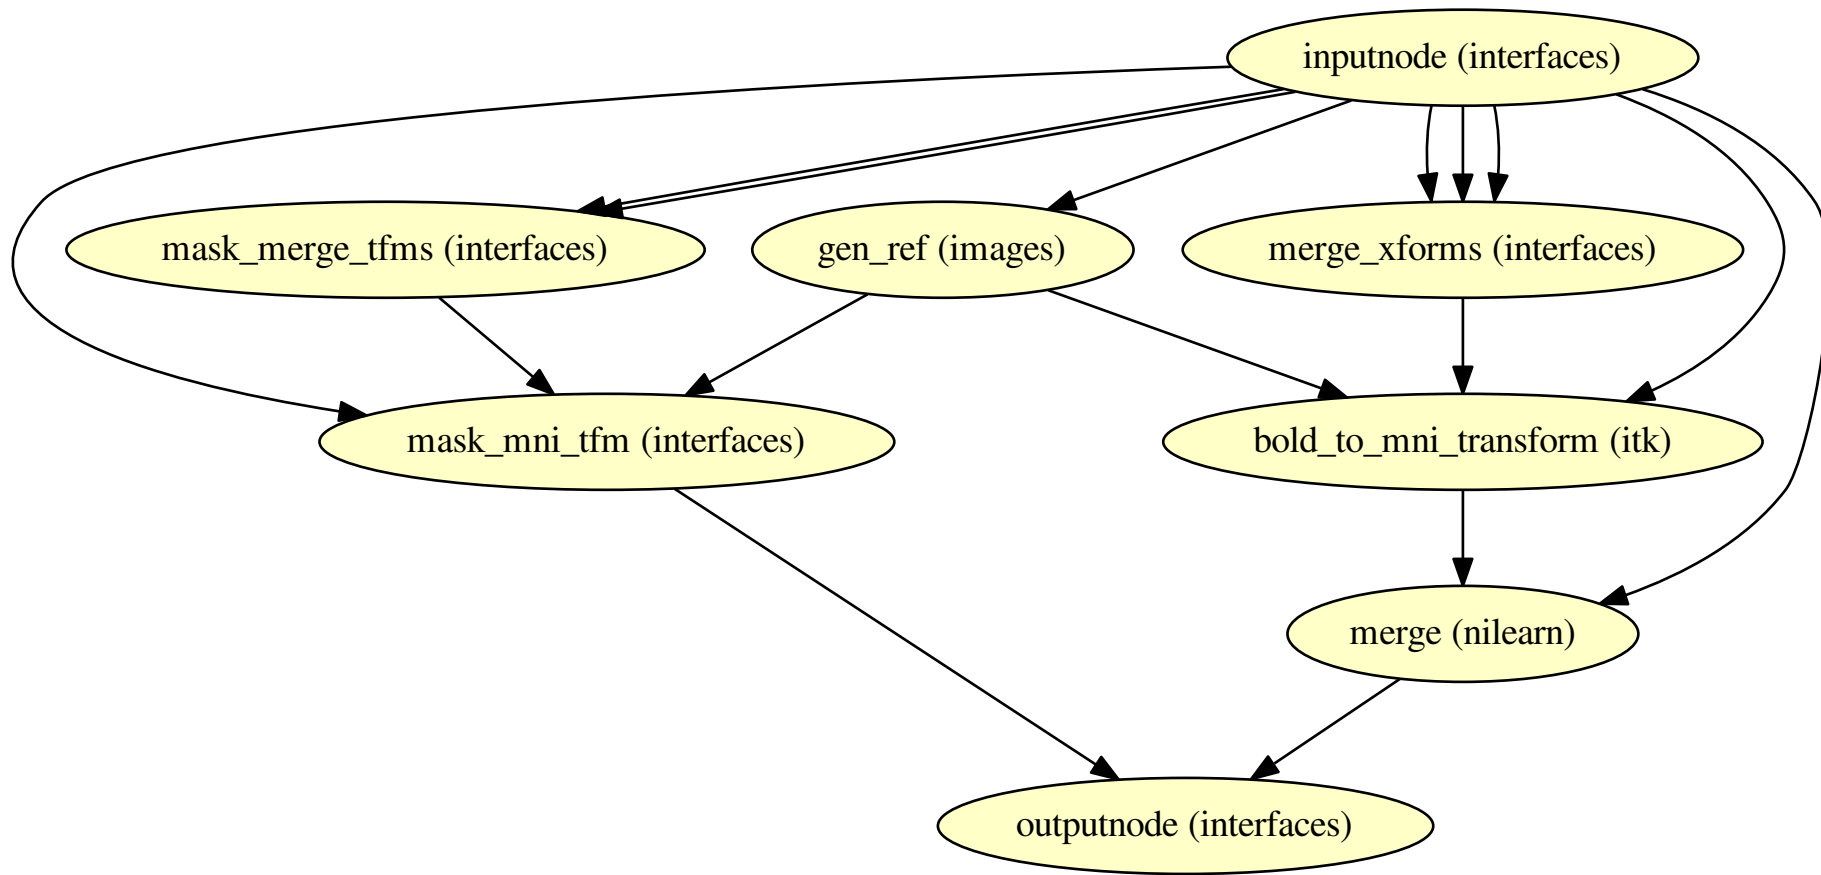 inputnode (interfaces)
mask_merge_tfms (interfaces)
gen_ref (images)
merge_xforms (interfaces)
mask_mni_tfm (interfaces)
bold_to_mni_transform (itk)
merge (nilearn)
outputnode (interfaces)